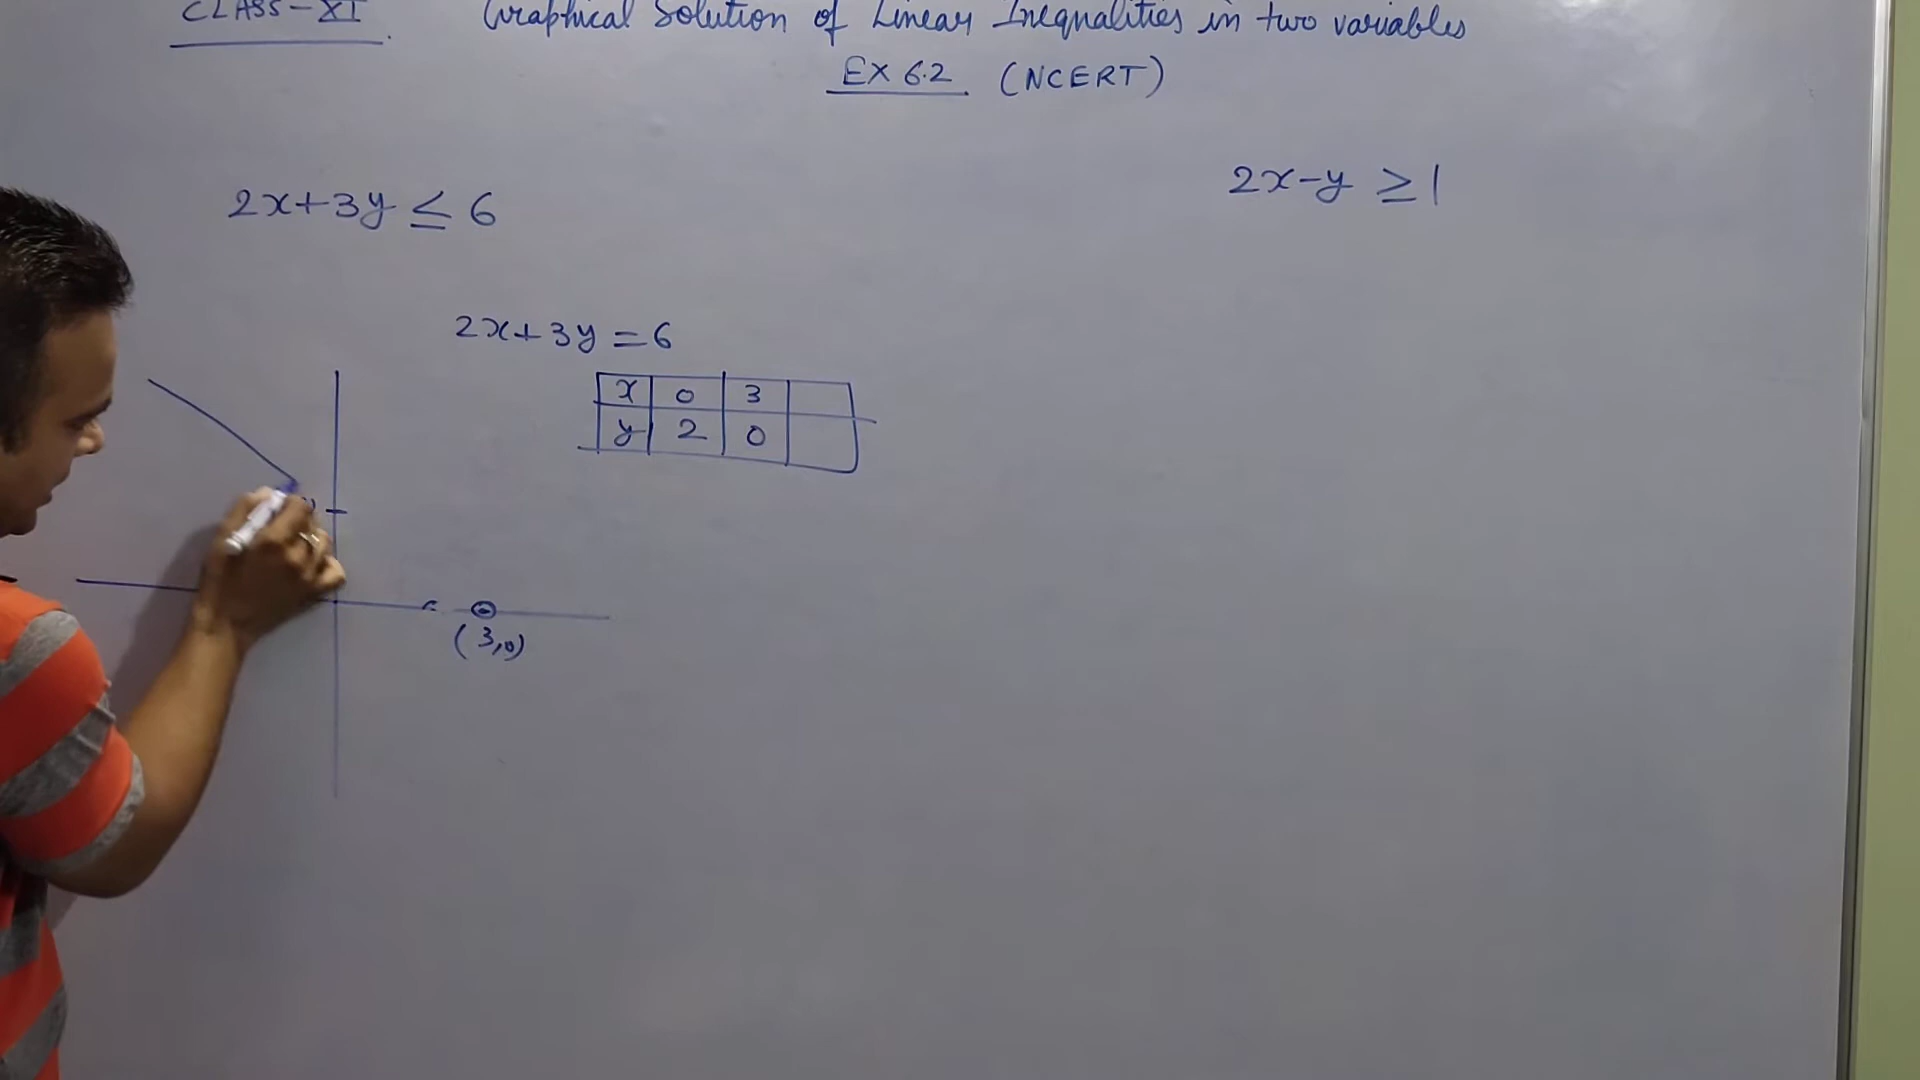 CLASS-XI Graphical Solution of Linear Inequalities in two variables
EX 6.2 (NCERT)
2x+3y ≤ 6
2x-y ≥ 1
2x+3y = 6
x 0 3
y 2 0
(3,0)